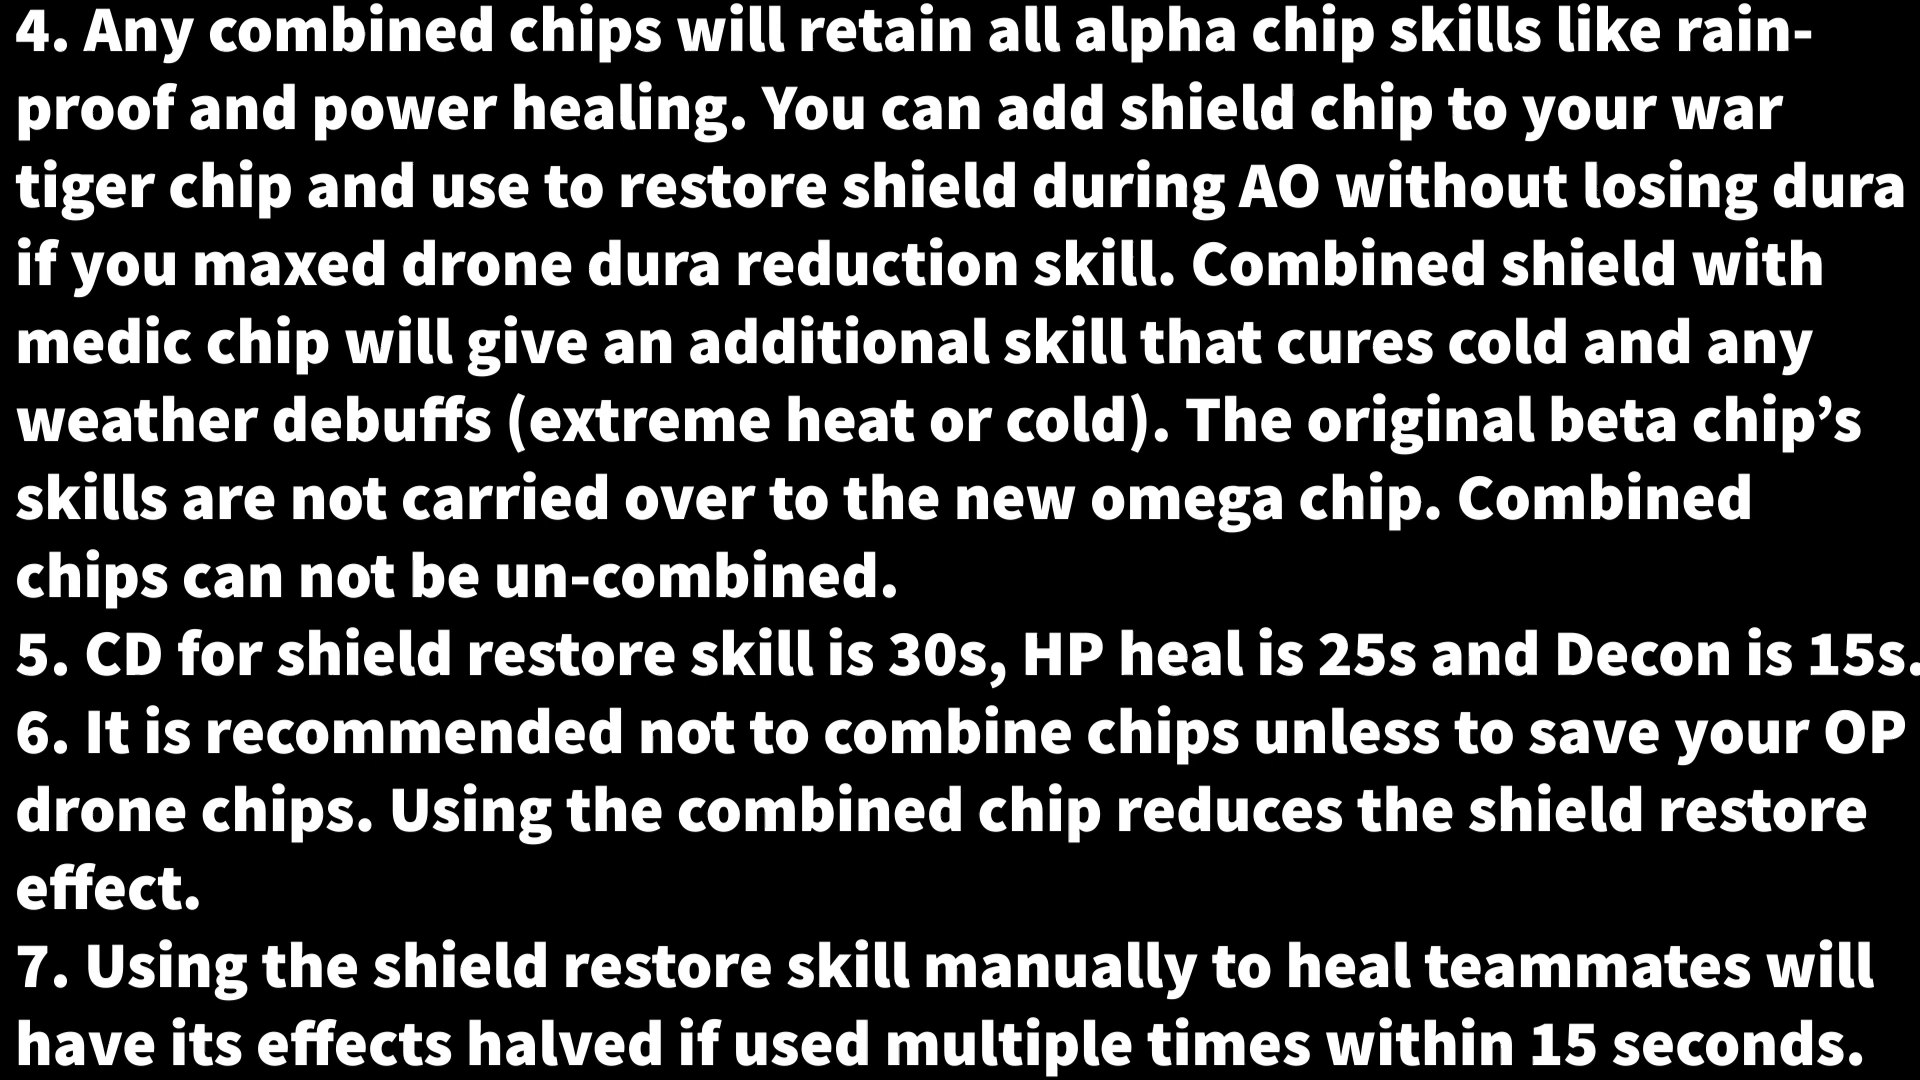 4. Any combined chips will retain all alpha chip skills like rain-
proof and power healing. You can add shield chip to your war
tiger chip and use to restore shield during AO without losing dura
if you maxed drone dura reduction skill. Combined shield with
medic chip will give an additional skill that cures cold and any
weather debuffs (extreme heat or cold). The original beta chip’s
skills are not carried over to the new omega chip. Combined
chips can not be un-combined.
5. CD for shield restore skill is 30s, HP heal is 25s and Decon is 15s.
6. It is recommended not to combine chips unless to save your OP
drone chips. Using the combined chip reduces the shield restore
effect.
7. Using the shield restore skill manually to heal teammates will
have its effects halved if used multiple times within 15 seconds.